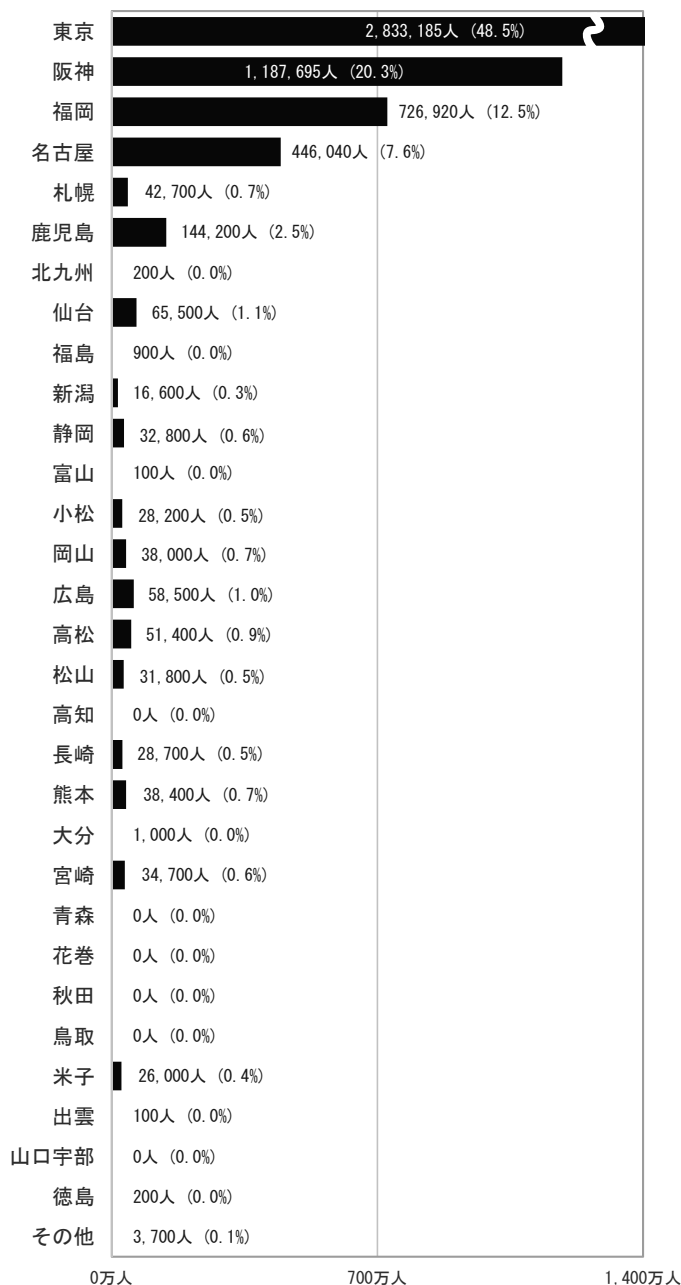 東京 2,833,185人 (48.5%)
阪神 1,187,695人 (20.3%)
福岡 726,920人 (12.5%)
名古屋 446,040人 (7.6%)
札幌 42,700人 (0.7%)
鹿児島 144,200人 (2.5%)
北九州 200人 (0.0%)
仙台 65,500人 (1.1%)
福島 900人 (0.0%)
新潟 16,600人 (0.3%)
静岡 32,800人 (0.6%)
富山 100人 (0.0%)
小松 28,200人 (0.5%)
岡山 38,000人 (0.7%)
広島 58,500人 (1.0%)
高松 51,400人 (0.9%)
松山 31,800人 (0.5%)
高知 0人 (0.0%)
長崎 28,700人 (0.5%)
熊本 38,400人 (0.7%)
大分 1,000人 (0.0%)
宮崎 34,700人 (0.6%)
青森 0人 (0.0%)
花巻 0人 (0.0%)
秋田 0人 (0.0%)
鳥取 0人 (0.0%)
米子 26,000人 (0.4%)
出雲 100人 (0.0%)
山口宇部 0人 (0.0%)
徳島 200人 (0.0%)
その他 3,700人 (0.1%)
0万人 700万人 1,400万人